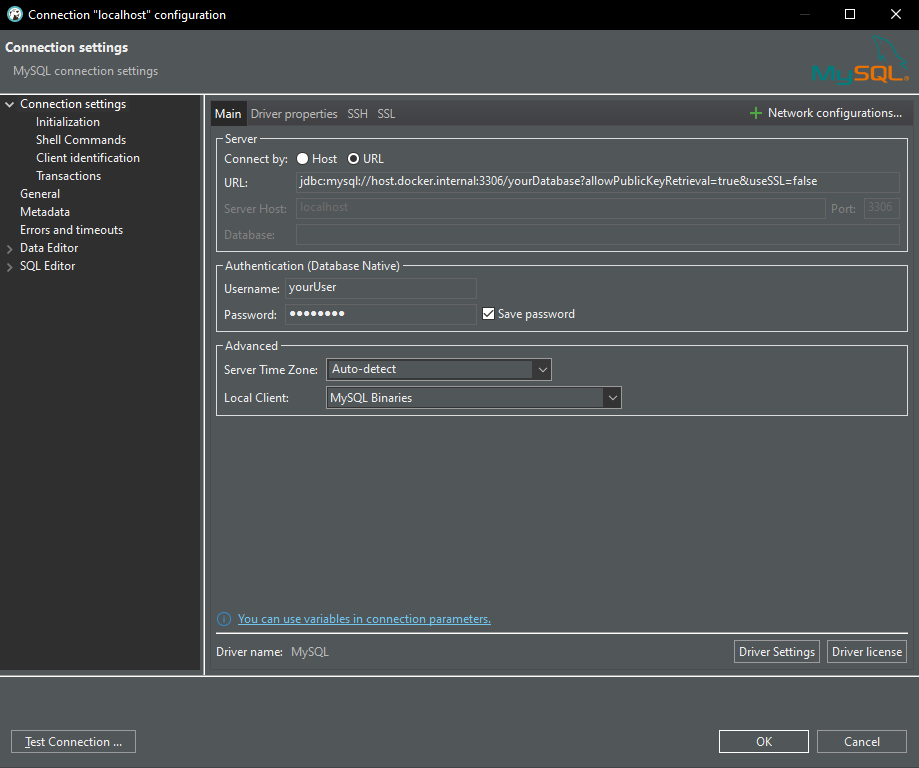 Connection "localhost" configuration
Connection settings
MySQL connection settings
MySQL
Connection settings
Initialization
Shell Commands
Client identification
Transactions
General
Metadata
Errors and timeouts
Data Editor
SQL Editor
Main Driver properties SSH SSL Network configurations...
Server
Connect by: Host URL
URL: jdbc:mysql://host.docker.internal:3306/yourDatabase?allowPublicKeyRetrieval=true&useSSL=false
Server Host: localhost Port: 3306
Database:
Authentication (Database Native)
Username: yourUser
Password: •••••••• Save password
Advanced
Server Time Zone: Auto-detect
Local Client: MySQL Binaries
You can use variables in connection parameters.
Driver name: MySQL Driver Settings Driver license
Test Connection ... OK Cancel